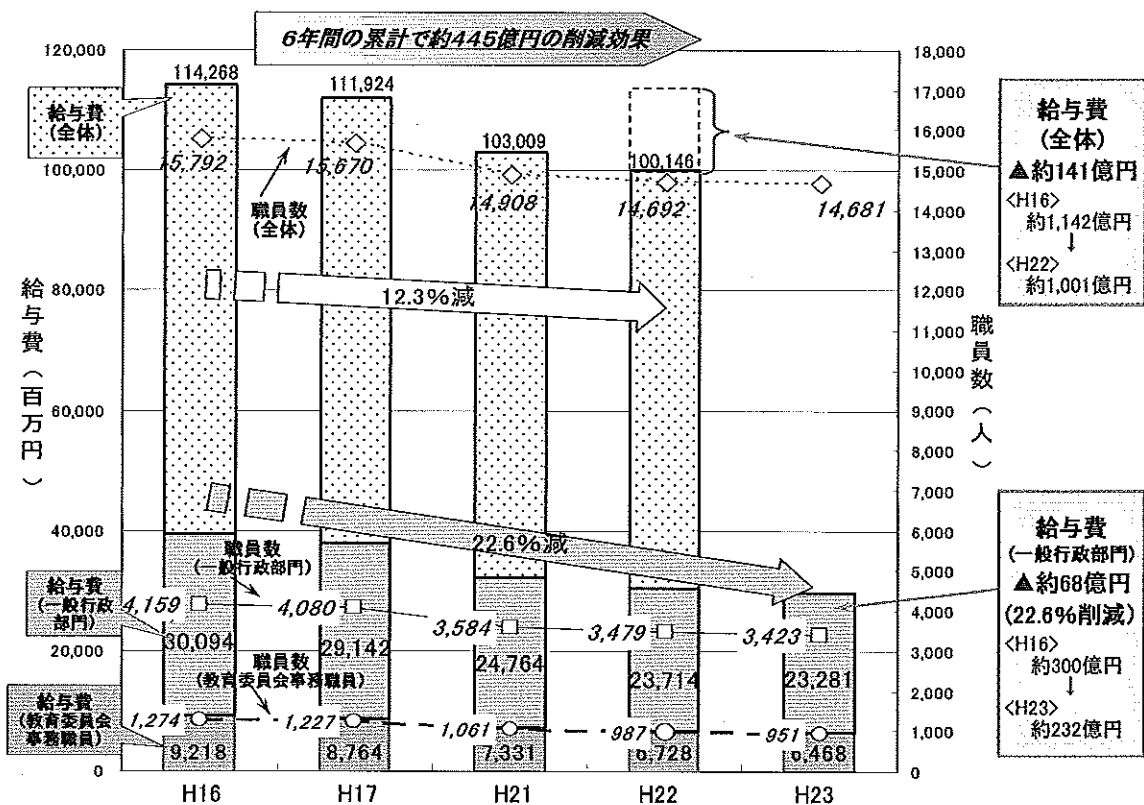 6年間の累計で約445億円の削減効果
給与費（百万円）
120,000
100,000
80,000
60,000
40,000
20,000
0
職員数（人）
18,000
17,000
16,000
15,000
14,000
13,000
12,000
11,000
10,000
9,000
8,000
7,000
6,000
5,000
4,000
3,000
2,000
1,000
0
給与費
(全体)
114,268
111,924
103,009
100,146
15,792
15,670
14,908
14,692
14,681
職員数
(全体)
12.3%減
22.6%減
給与費
(一般行政
部門)
職員数
(一般行政部門)
4,159
4,080
3,584
3,479
3,423
30,094
29,142
24,764
23,714
23,281
給与費
(教育委員会
事務職員)
職員数
(教育委員会事務職員)
1,274
1,227
1,061
987
951
9,218
8,764
7,331
6,728
6,468
H16
H17
H21
H22
H23
給与費
(全体)
▲約141億円
<H16>
約1,142億円
↓
<H22>
約1,001億円
給与費
(一般行政部門)
▲約68億円
(22.6%削減)
<H16>
約300億円
↓
<H23>
約232億円